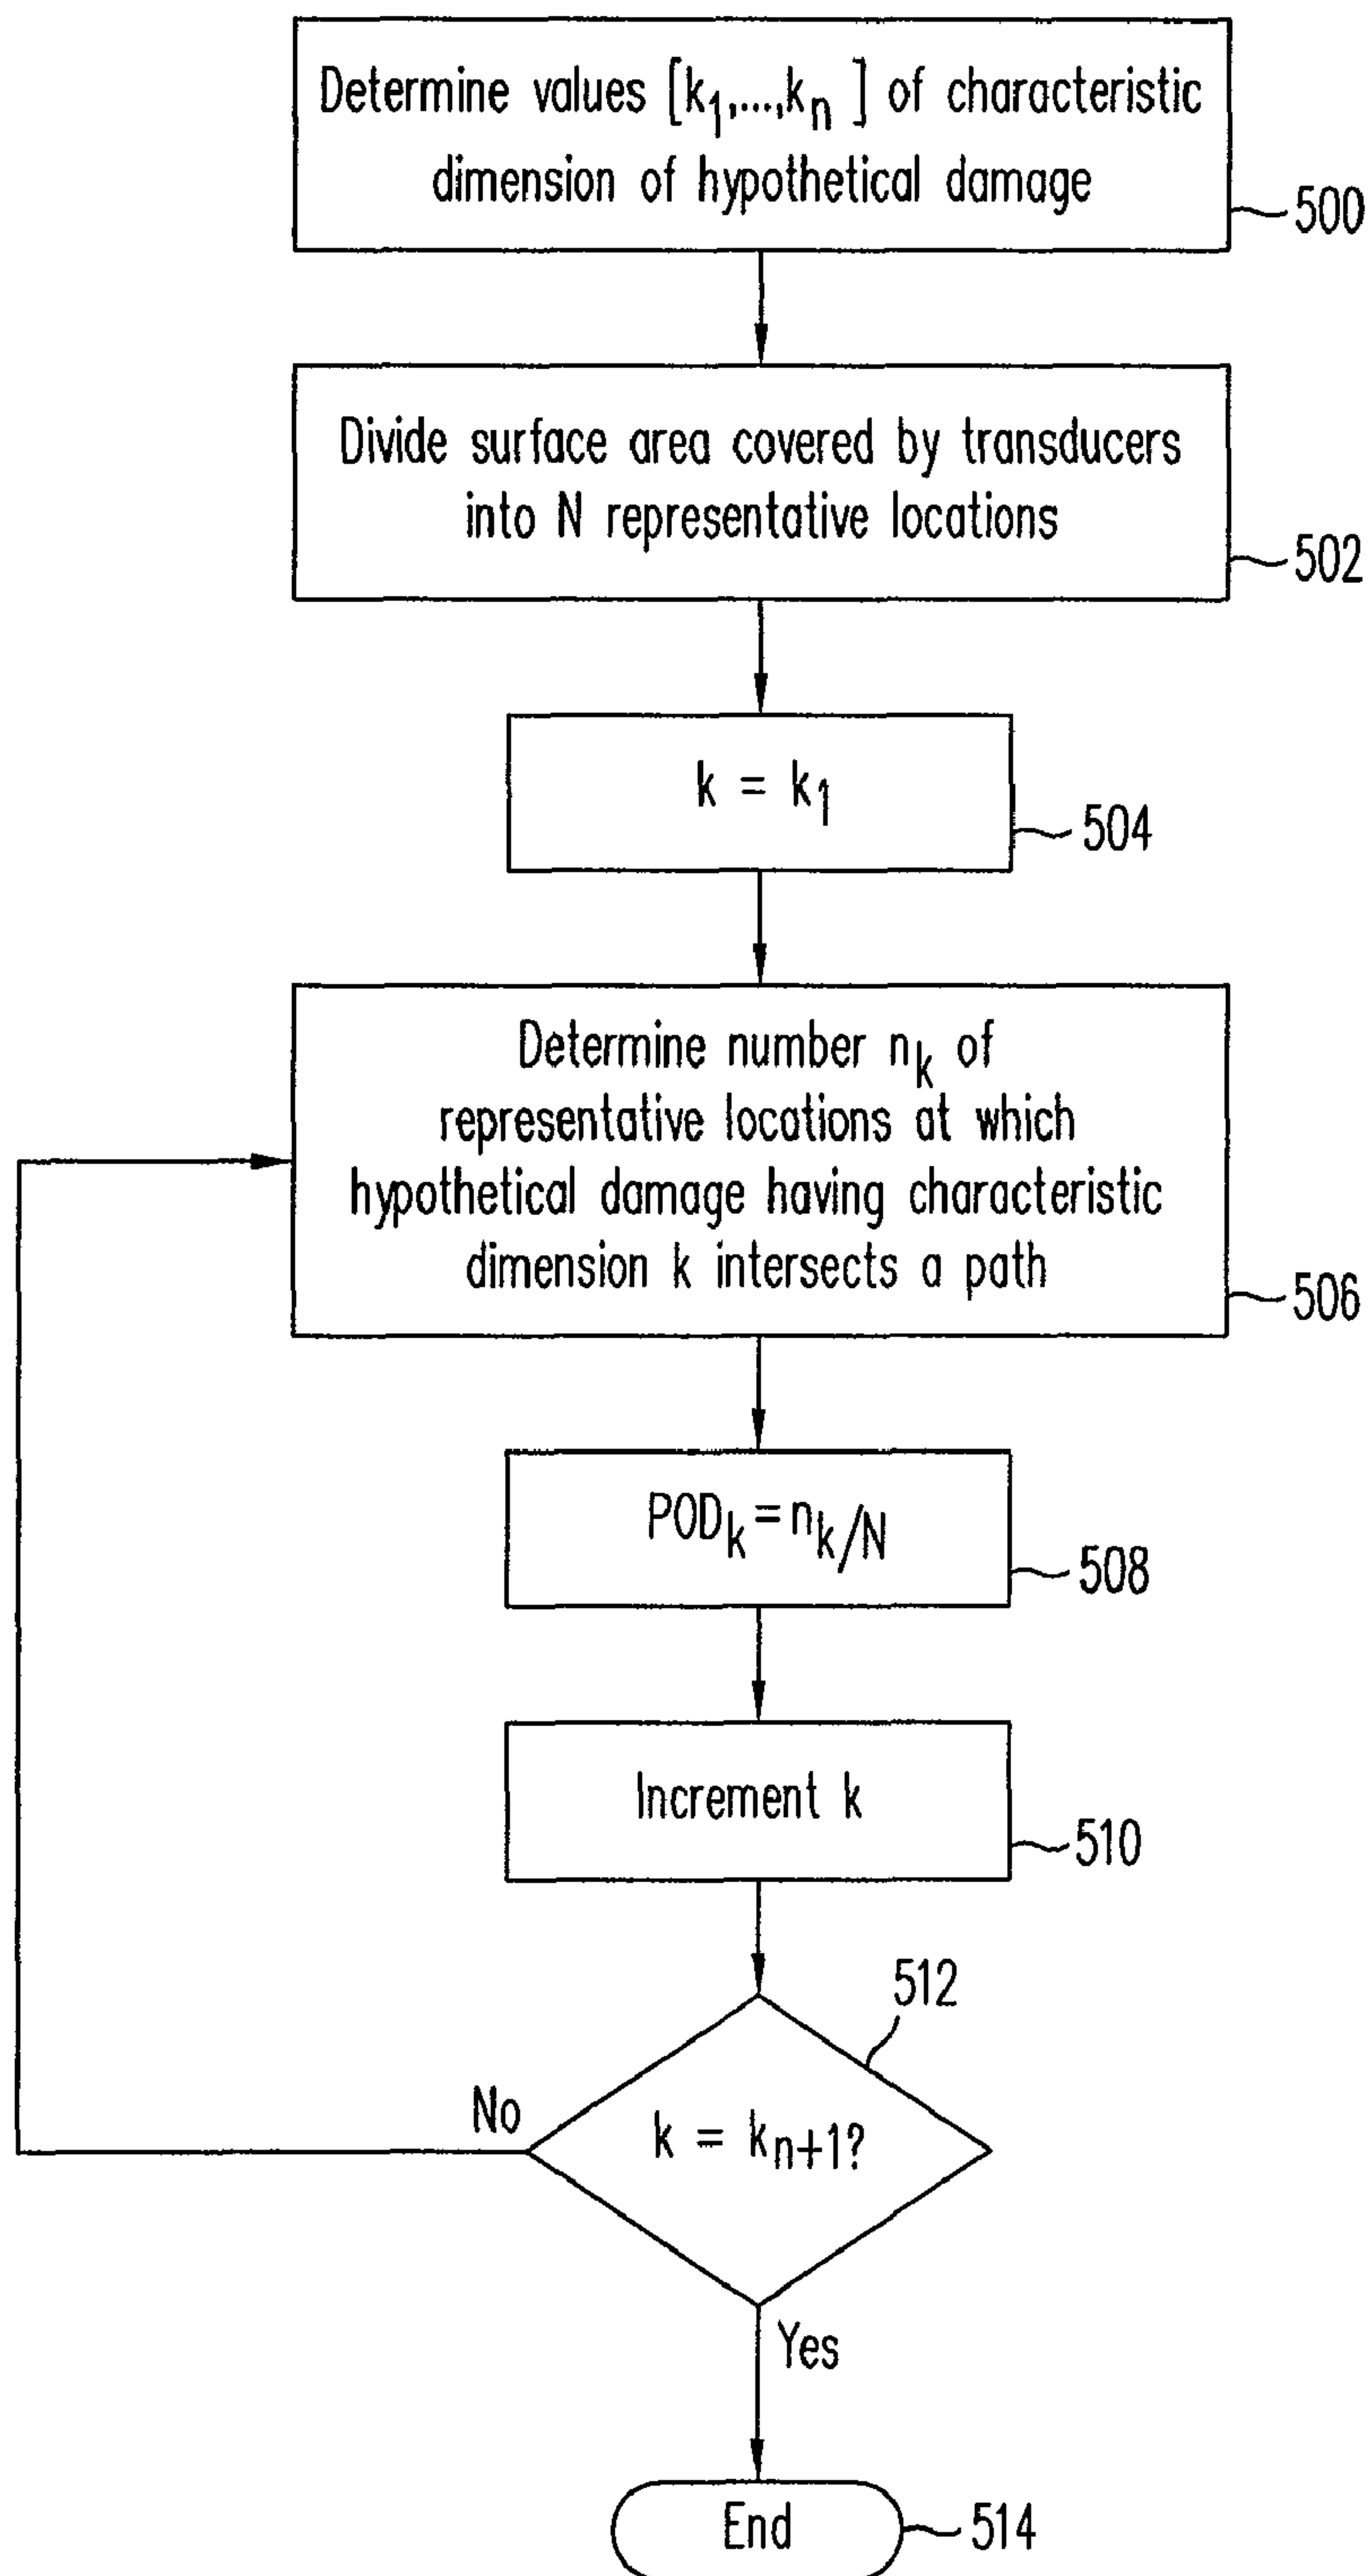 Determine values [k₁,...,kₙ] of characteristic
dimension of hypothetical damage
500
Divide surface area covered by transducers
into N representative locations
502
k = k₁
504
Determine number nₖ of
representative locations at which
hypothetical damage having characteristic
dimension k intersects a path
506
PODₖ = nₖ/N
508
Increment k
510
512
No
k = kₙ₊₁?
Yes
End
514